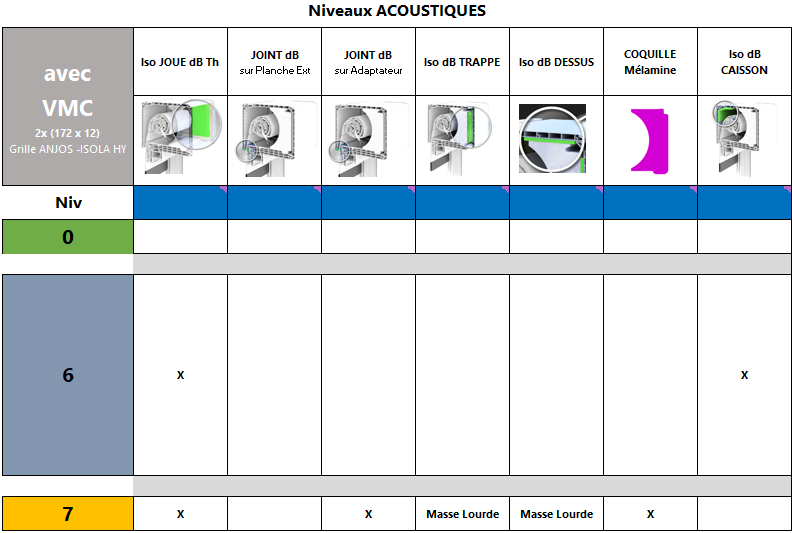 Niveaux ACOUSTIQUES
avec
VMC
2x (172 x 12)
Grille ANJOS -ISOLA HY
Iso JOUE dB Th
JOINT dB
sur Planche Ext
JOINT dB
sur Adaptateur
Iso dB TRAPPE
Iso dB DESSUS
COQUILLE
Mélamine
Iso dB
CAISSON
Niv
0
6
X
X
7
X
X
Masse Lourde
Masse Lourde
X